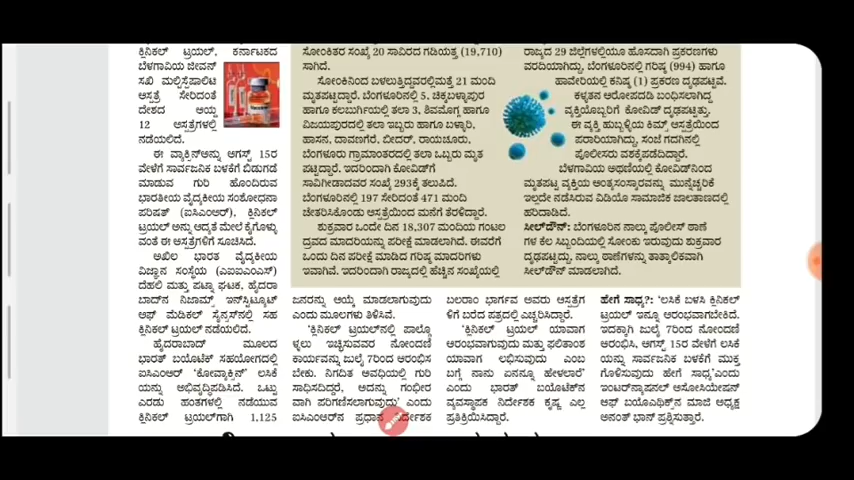 ಕ್ಲಿನಿಕಲ್ ಟ್ರಯಲ್, ಕರ್ನಾಟಕದ
ಬೆಳಗಾವಿಯ ಜೀವನ್
ಸಖಿ ಮಲ್ಟಿಸ್ಪೆಷಾಲಿಟಿ
ಆಸ್ಪತ್ರೆ ಸೇರಿದಂತೆ
ದೇಶದ ಆಯ್ದ
12 ಆಸ್ಪತ್ರೆಗಳಲ್ಲಿ
ನಡೆಯಲಿದೆ.
ಈ ವ್ಯಾಕ್ಸಿನ್‌ಅನ್ನು ಆಗಸ್ಟ್ 15ರ
ವೇಳೆಗೆ ಸಾರ್ವಜನಿಕ ಬಳಕೆಗೆ ಬಿಡುಗಡೆ
ಮಾಡುವ ಗುರಿ ಹೊಂದಿರುವ
ಭಾರತೀಯ ವೈದ್ಯಕೀಯ ಸಂಶೋಧನಾ
ಪರಿಷತ್ (ಐಸಿಎಂಆರ್), ಕ್ಲಿನಿಕಲ್
ಟ್ರಯಲ್ ಅನ್ನು ಆದ್ಯತೆ ಮೇಲೆ ಕೈಗೊಳ್ಳು
ವಂತೆ ಈ ಆಸ್ಪತ್ರೆಗಳಿಗೆ ಸೂಚಿಸಿದೆ.
ಅಖಿಲ ಭಾರತ ವೈದ್ಯಕೀಯ
ವಿಜ್ಞಾನ ಸಂಸ್ಥೆಯ (ಎಐಐಎಂಎಸ್)
ದೆಹಲಿ ಮತ್ತು ಪಟ್ನಾ ಘಟಕ, ಹೈದರಾ
ಬಾದ್‌ನ ನಿಜಾಮ್ಸ್ ಇನ್‌ಸ್ಟಿಟ್ಯೂಟ್
ಆಫ್ ಮೆಡಿಕಲ್ ಸೈನ್ಸಸ್‌ನಲ್ಲಿ ಸಹ
ಕ್ಲಿನಿಕಲ್ ಟ್ರಯಲ್ ನಡೆಯಲಿದೆ.
ಹೈದರಾಬಾದ್ ಮೂಲದ
ಭಾರತ್ ಬಯೊಟೆಕ್ ಸಹಯೋಗದಲ್ಲಿ
ಐಸಿಎಂಆರ್ 'ಕೋವ್ಯಾಕ್ಸಿನ್' ಲಸಿಕೆ
ಯನ್ನು ಅಭಿವೃದ್ಧಿಪಡಿಸಿದೆ. ಒಟ್ಟು
ಎರಡು ಹಂತಗಳಲ್ಲಿ ನಡೆಯುವ
ಕ್ಲಿನಿಕಲ್ ಟ್ರಯಲ್‌ಗಾಗಿ 1,125
ಸೋಂಕಿತರ ಸಂಖ್ಯೆ 20 ಸಾವಿರದ ಗಡಿಯತ್ತ (19,710)
ಸಾಗಿದೆ.
ಸೋಂಕಿನಿಂದ ಬಳಲುತ್ತಿದ್ದವರಲ್ಲಿಮತ್ತೆ 21 ಮಂದಿ
ಮೃತಪಟ್ಟಿದ್ದಾರೆ. ಬೆಂಗಳೂರಿನಲ್ಲಿ 5, ಚಿಕ್ಕಬಳ್ಳಾಪುರ
ಹಾಗೂ ಕಲಬುರ್ಗಿಯಲ್ಲಿ ತಲಾ 3, ಶಿವಮೊಗ್ಗ ಹಾಗೂ
ವಿಜಯಪುರದಲ್ಲಿ ತಲಾ ಇಬ್ಬರು ಹಾಗೂ ಬಳ್ಳಾರಿ,
ಹಾಸನ, ದಾವಣಗೆರೆ, ಬೀದರ್, ರಾಯಚೂರು,
ಬೆಂಗಳೂರು ಗ್ರಾಮಾಂತರದಲ್ಲಿ ತಲಾ ಒಬ್ಬರು ಮೃತ
ಪಟ್ಟಿದ್ದಾರೆ. ಇದರಿಂದಾಗಿ ಕೋವಿಡ್‌ಗೆ
ಸಾವಿಗೀಡಾದವರ ಸಂಖ್ಯೆ 293ಕ್ಕೆ ತಲುಪಿದೆ.
ಬೆಂಗಳೂರಿನಲ್ಲಿ 197 ಸೇರಿದಂತೆ 471 ಮಂದಿ
ಚೇತರಿಸಿಕೊಂಡು ಆಸ್ಪತ್ರೆಯಿಂದ ಮನೆಗೆ ತೆರಳಿದ್ದಾರೆ.
ಶುಕ್ರವಾರ ಒಂದೇ ದಿನ 18,307 ಮಂದಿಯ ಗಂಟಲ
ದ್ರವದ ಮಾದರಿಯನ್ನು ಪರೀಕ್ಷೆ ಮಾಡಲಾಗಿದೆ. ಈವರೆಗೆ
ಒಂದು ದಿನ ಪರೀಕ್ಷೆ ಮಾಡಿದ ಗರಿಷ್ಠ ಮಾದರಿಗಳು
ಇವಾಗಿವೆ. ಇದರಿಂದಾಗಿ ರಾಜ್ಯದಲ್ಲಿ ಹೆಚ್ಚಿನ ಸಂಖ್ಯೆಯಲ್ಲಿ
ರಾಜ್ಯದ 29 ಜಿಲ್ಲೆಗಳಲ್ಲಿಯೂ ಹೊಸದಾಗಿ ಪ್ರಕರಣಗಳು
ವರದಿಯಾಗಿದ್ದು, ಬೆಂಗಳೂರಿನಲ್ಲಿ ಗರಿಷ್ಠ (994) ಹಾಗೂ
ಹಾವೇರಿಯಲ್ಲಿ ಕನಿಷ್ಠ (1) ಪ್ರಕರಣ ದೃಢಪಟ್ಟಿವೆ.
ಕಳ್ಳತನ ಆರೋಪದಡಿ ಬಂಧಿಸಲಾಗಿದ್ದ
ವ್ಯಕ್ತಿಯೊಬ್ಬರಿಗೆ ಕೋವಿಡ್ ದೃಢಪಟ್ಟಿತ್ತು.
ಈ ವ್ಯಕ್ತಿ ಹುಬ್ಬಳ್ಳಿಯ ಕಿಮ್ಸ್ ಆಸ್ಪತ್ರೆಯಿಂದ
ಪರಾರಿಯಾಗಿದ್ದು, ಸಂಜೆ ಗದಗಿನಲ್ಲಿ
ಪೊಲೀಸರು ವಶಕ್ಕೆಪಡೆದಿದ್ದಾರೆ.
ಬೆಳಗಾವಿಯ ಅಥಣಿಯಲ್ಲಿ ಕೋವಿಡ್‌ನಿಂದ
ಮೃತಪಟ್ಟ ವ್ಯಕ್ತಿಯ ಅಂತ್ಯಸಂಸ್ಕಾರವನ್ನು ಮುನ್ನೆಚ್ಚರಿಕೆ
ಇಲ್ಲದೇ ನಡೆಸಿರುವ ವಿಡಿಯೊ ಸಾಮಾಜಿಕ ಜಾಲತಾಣದಲ್ಲಿ
ಹರಿದಾಡಿದೆ.
ಸೀಲ್‌ಡೌನ್: ಬೆಂಗಳೂರಿನ ನಾಲ್ಕು ಪೊಲೀಸ್ ಠಾಣೆ
ಗಳ ಕೆಲ ಸಿಬ್ಬಂದಿಯಲ್ಲಿ ಸೋಂಕು ಇರುವುದು ಶುಕ್ರವಾರ
ದೃಢಪಟ್ಟಿದ್ದು, ನಾಲ್ಕು ಠಾಣೆಗಳನ್ನು ತಾತ್ಕಾಲಿಕವಾಗಿ
ಸೀಲ್‌ಡೌನ್ ಮಾಡಲಾಗಿದೆ.
ಜನರನ್ನು ಆಯ್ಕೆ ಮಾಡಲಾಗುವುದು
ಎಂದು ಮೂಲಗಳು ತಿಳಿಸಿವೆ.
'ಕ್ಲಿನಿಕಲ್ ಟ್ರಯಲ್‌ನಲ್ಲಿ ಪಾಲ್ಗೊ
ಳ್ಳಲು ಇಚ್ಛಿಸುವವರ ನೋಂದಣಿ
ಕಾರ್ಯವನ್ನು ಜುಲೈ 7ರಿಂದ ಆರಂಭಿಸ
ಬೇಕು. ನಿಗದಿತ ಅವಧಿಯಲ್ಲಿ ಗುರಿ
ಸಾಧಿಸದಿದ್ದರೆ, ಅದನ್ನು ಗಂಭೀರ
ವಾಗಿ ಪರಿಗಣಿಸಲಾಗುವುದು' ಎಂದು
ಐಸಿಎಂಆರ್‌ನ ಪ್ರಧಾನ ನಿರ್ದೇಶಕ
ಬಲರಾಂ ಭಾರ್ಗವ ಅವರು ಆಸ್ಪತ್ರೆಗ
ಳಿಗೆ ಬರೆದ ಪತ್ರದಲ್ಲಿ ಎಚ್ಚರಿಸಿದ್ದಾರೆ.
'ಕ್ಲಿನಿಕಲ್ ಟ್ರಯಲ್ ಯಾವಾಗ
ಆರಂಭವಾಗುವುದು ಮತ್ತು ಫಲಿತಾಂಶ
ಯಾವಾಗ ಲಭಿಸುವುದು ಎಂಬ
ಬಗ್ಗೆ ನಾನು ಏನನ್ನೂ ಹೇಳಲಾರೆ'
ಎಂದು ಭಾರತ್ ಬಯೊಟೆಕ್‌ನ
ವ್ಯವಸ್ಥಾಪಕ ನಿರ್ದೇಶಕ ಕೃಷ್ಣ ಎಲ್ಲ
ಪ್ರತಿಕ್ರಿಯಿಸಿದ್ದಾರೆ.
ಹೇಗೆ ಸಾಧ್ಯ?: 'ಲಸಿಕೆ ಬಳಸಿ ಕ್ಲಿನಿಕಲ್
ಟ್ರಯಲ್ ಇನ್ನೂ ಆರಂಭವಾಗಬೇಕಿದೆ.
ಇದಕ್ಕಾಗಿ ಜುಲೈ 7ರಿಂದ ನೋಂದಣಿ
ಆರಂಭಿಸಿ, ಆಗಸ್ಟ್ 15ರ ವೇಳೆಗೆ ಲಸಿಕೆ
ಯನ್ನು ಸಾರ್ವಜನಿಕ ಬಳಕೆಗೆ ಮುಕ್ತ
ಗೊಳಿಸುವುದು ಹೇಗೆ ಸಾಧ್ಯ'ಎಂದು
ಇಂಟರ್‌ನ್ಯಾಷನಲ್ ಅಸೋಸಿಯೇಷನ್
ಆಫ್ ಬಯೊಎಥಿಕ್ಸ್‌ನ ಮಾಜಿ ಅಧ್ಯಕ್ಷ
ಅನಂತ್ ಭಾನ್ ಪ್ರಶ್ನಿಸುತ್ತಾರೆ.